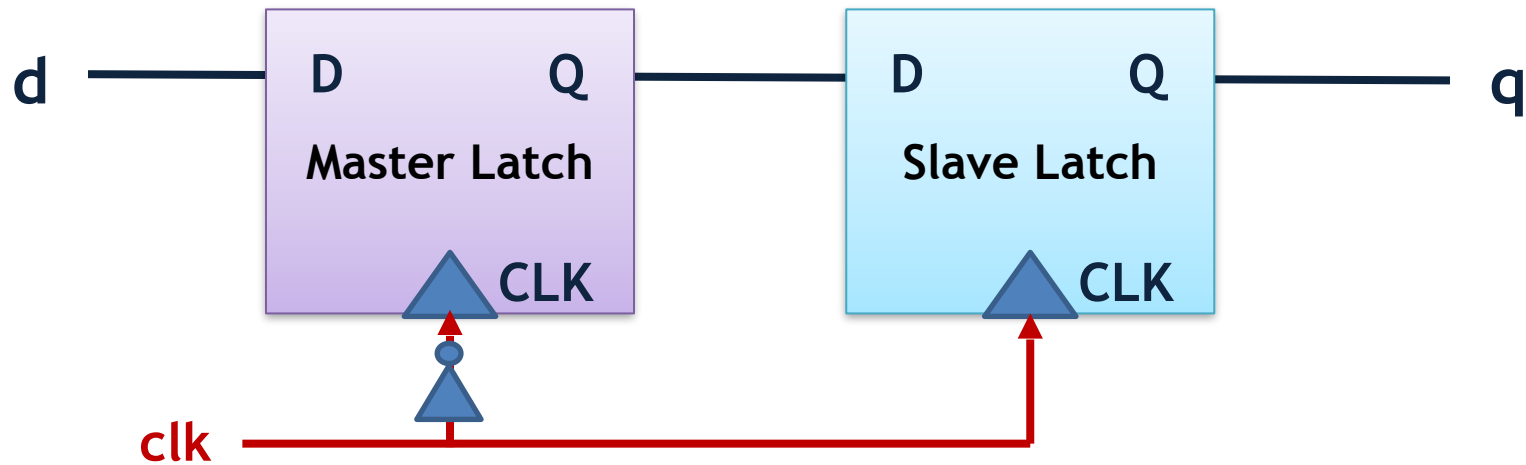 d
D Q
D Q
q
Master Latch
Slave Latch
CLK
CLK
clk